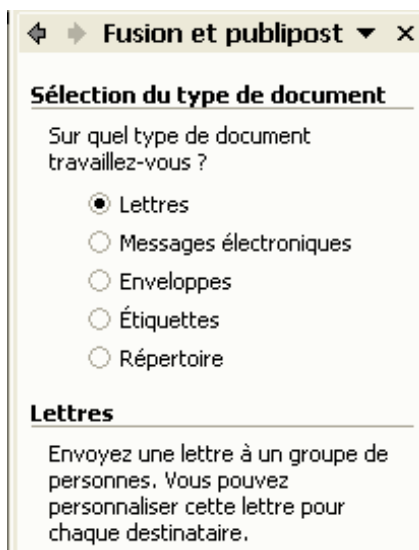 Fusion et publipost
Sélection du type de document
Sur quel type de document
travaillez-vous ?
Lettres
Messages électroniques
Enveloppes
Étiquettes
Répertoire
Lettres
Envoyez une lettre à un groupe de
personnes. Vous pouvez
personnaliser cette lettre pour
chaque destinataire.